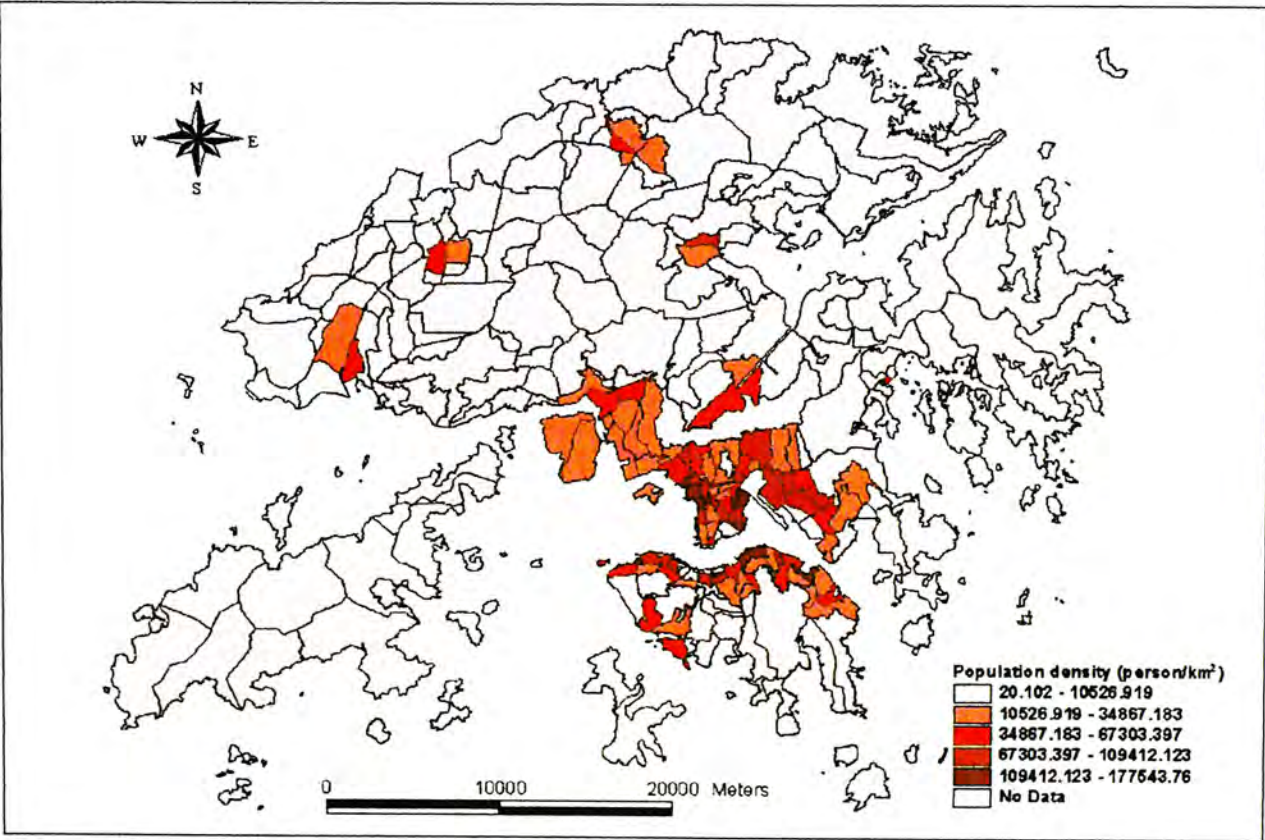 N
W E
S
Population density (person/km²)
20.102 - 10526.919
10526.919 - 34867.183
34867.183 - 67303.397
67303.397 - 109412.123
109412.123 - 177543.76
No Data
0 10000 20000 Meters